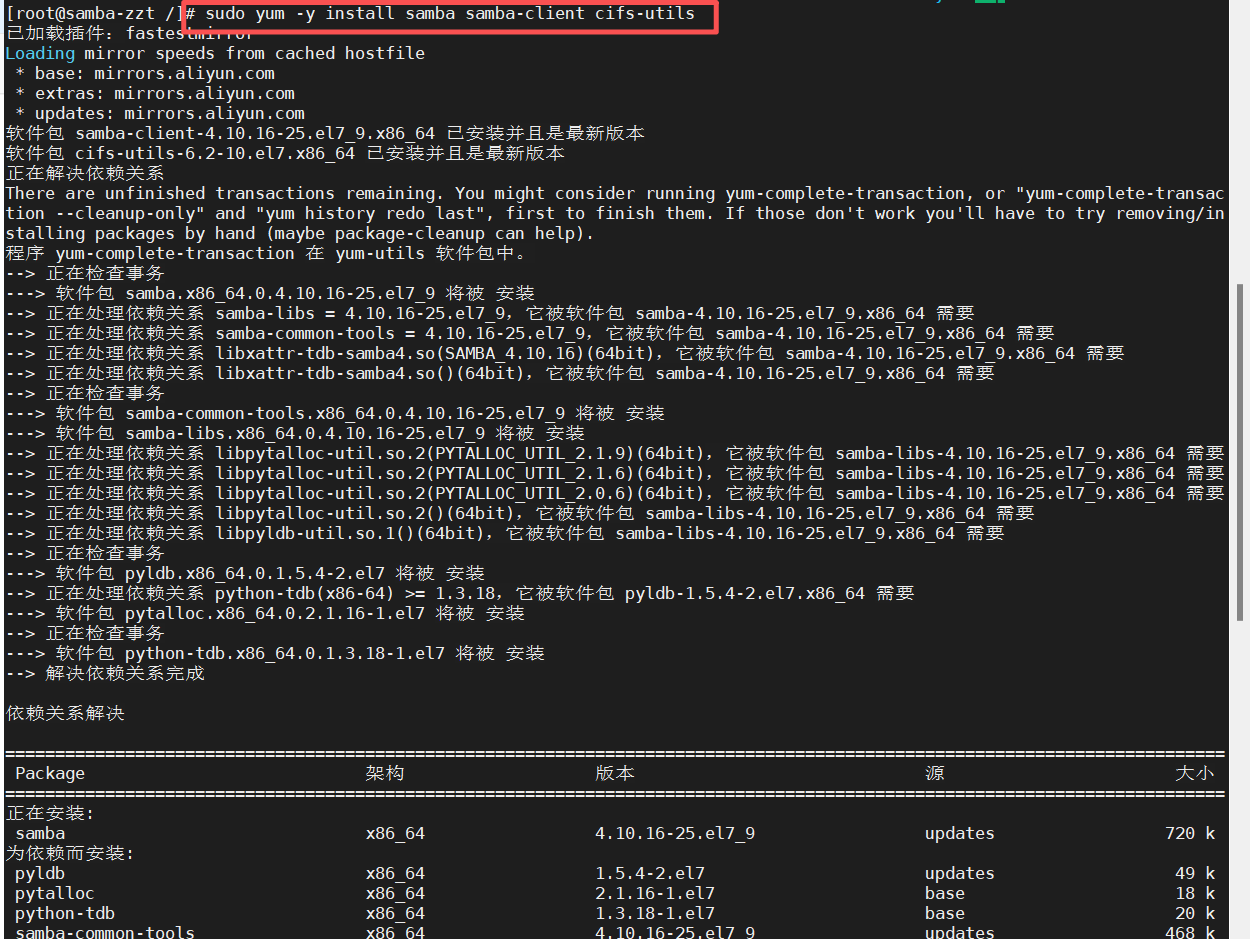 [root@samba-zzt /]# sudo yum -y install samba samba-client cifs-utils
已加载插件：fastestmirror
Loading mirror speeds from cached hostfile
 * base: mirrors.aliyun.com
 * extras: mirrors.aliyun.com
 * updates: mirrors.aliyun.com
软件包 samba-client-4.10.16-25.el7_9.x86_64 已安装并且是最新版本
软件包 cifs-utils-6.2-10.el7.x86_64 已安装并且是最新版本
正在解决依赖关系
There are unfinished transactions remaining. You might consider running yum-complete-transaction, or "yum-complete-transac
tion --cleanup-only" and "yum history redo last", first to finish them. If those don't work you'll have to try removing/in
stalling packages by hand (maybe package-cleanup can help).
程序 yum-complete-transaction 在 yum-utils 软件包中。
--> 正在检查事务
---> 软件包 samba.x86_64.0.4.10.16-25.el7_9 将被 安装
--> 正在处理依赖关系 samba-libs = 4.10.16-25.el7_9，它被软件包 samba-4.10.16-25.el7_9.x86_64 需要
--> 正在处理依赖关系 samba-common-tools = 4.10.16-25.el7_9，它被软件包 samba-4.10.16-25.el7_9.x86_64 需要
--> 正在处理依赖关系 libxattr-tdb-samba4.so(SAMBA_4.10.16)(64bit)，它被软件包 samba-4.10.16-25.el7_9.x86_64 需要
--> 正在处理依赖关系 libxattr-tdb-samba4.so()(64bit)，它被软件包 samba-4.10.16-25.el7_9.x86_64 需要
--> 正在检查事务
---> 软件包 samba-common-tools.x86_64.0.4.10.16-25.el7_9 将被 安装
---> 软件包 samba-libs.x86_64.0.4.10.16-25.el7_9 将被 安装
--> 正在处理依赖关系 libpytalloc-util.so.2(PYTALLOC_UTIL_2.1.9)(64bit)，它被软件包 samba-libs-4.10.16-25.el7_9.x86_64 需要
--> 正在处理依赖关系 libpytalloc-util.so.2(PYTALLOC_UTIL_2.1.6)(64bit)，它被软件包 samba-libs-4.10.16-25.el7_9.x86_64 需要
--> 正在处理依赖关系 libpytalloc-util.so.2(PYTALLOC_UTIL_2.0.6)(64bit)，它被软件包 samba-libs-4.10.16-25.el7_9.x86_64 需要
--> 正在处理依赖关系 libpytalloc-util.so.2()(64bit)，它被软件包 samba-libs-4.10.16-25.el7_9.x86_64 需要
--> 正在处理依赖关系 libpyldb-util.so.1()(64bit)，它被软件包 samba-libs-4.10.16-25.el7_9.x86_64 需要
--> 正在检查事务
---> 软件包 pyldb.x86_64.0.1.5.4-2.el7 将被 安装
--> 正在处理依赖关系 python-tdb(x86-64) >= 1.3.18，它被软件包 pyldb-1.5.4-2.el7.x86_64 需要
---> 软件包 pytalloc.x86_64.0.2.1.16-1.el7 将被 安装
--> 正在检查事务
---> 软件包 python-tdb.x86_64.0.1.3.18-1.el7 将被 安装
--> 解决依赖关系完成
依赖关系解决
==========================================================================================================================
Package 架构 版本 源 大小
==========================================================================================================================
正在安装:
samba x86_64 4.10.16-25.el7_9 updates 720 k
为依赖而安装:
pyldb x86_64 1.5.4-2.el7 updates 49 k
pytalloc x86_64 2.1.16-1.el7 base 18 k
python-tdb x86_64 1.3.18-1.el7 base 20 k
samba-common-tools x86_64 4.10.16-25.el7_9 updates 468 k